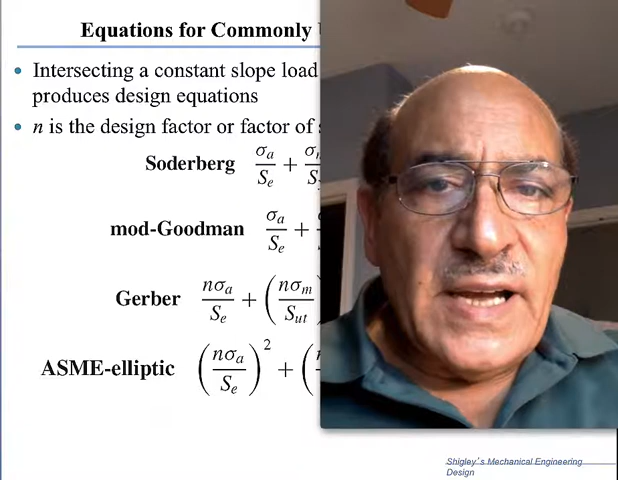 Equations for Commonly
Intersecting a constant slope load
produces design equations
n is the design factor or factor of
Soderberg σₐ/Sₑ + σ
mod-Goodman σₐ/Sₑ +
Gerber nσₐ/Sₑ + (nσₘ/Sᵤₜ)
ASME-elliptic (nσₐ/Sₑ)² + (
Shigley's Mechanical Engineering
Design